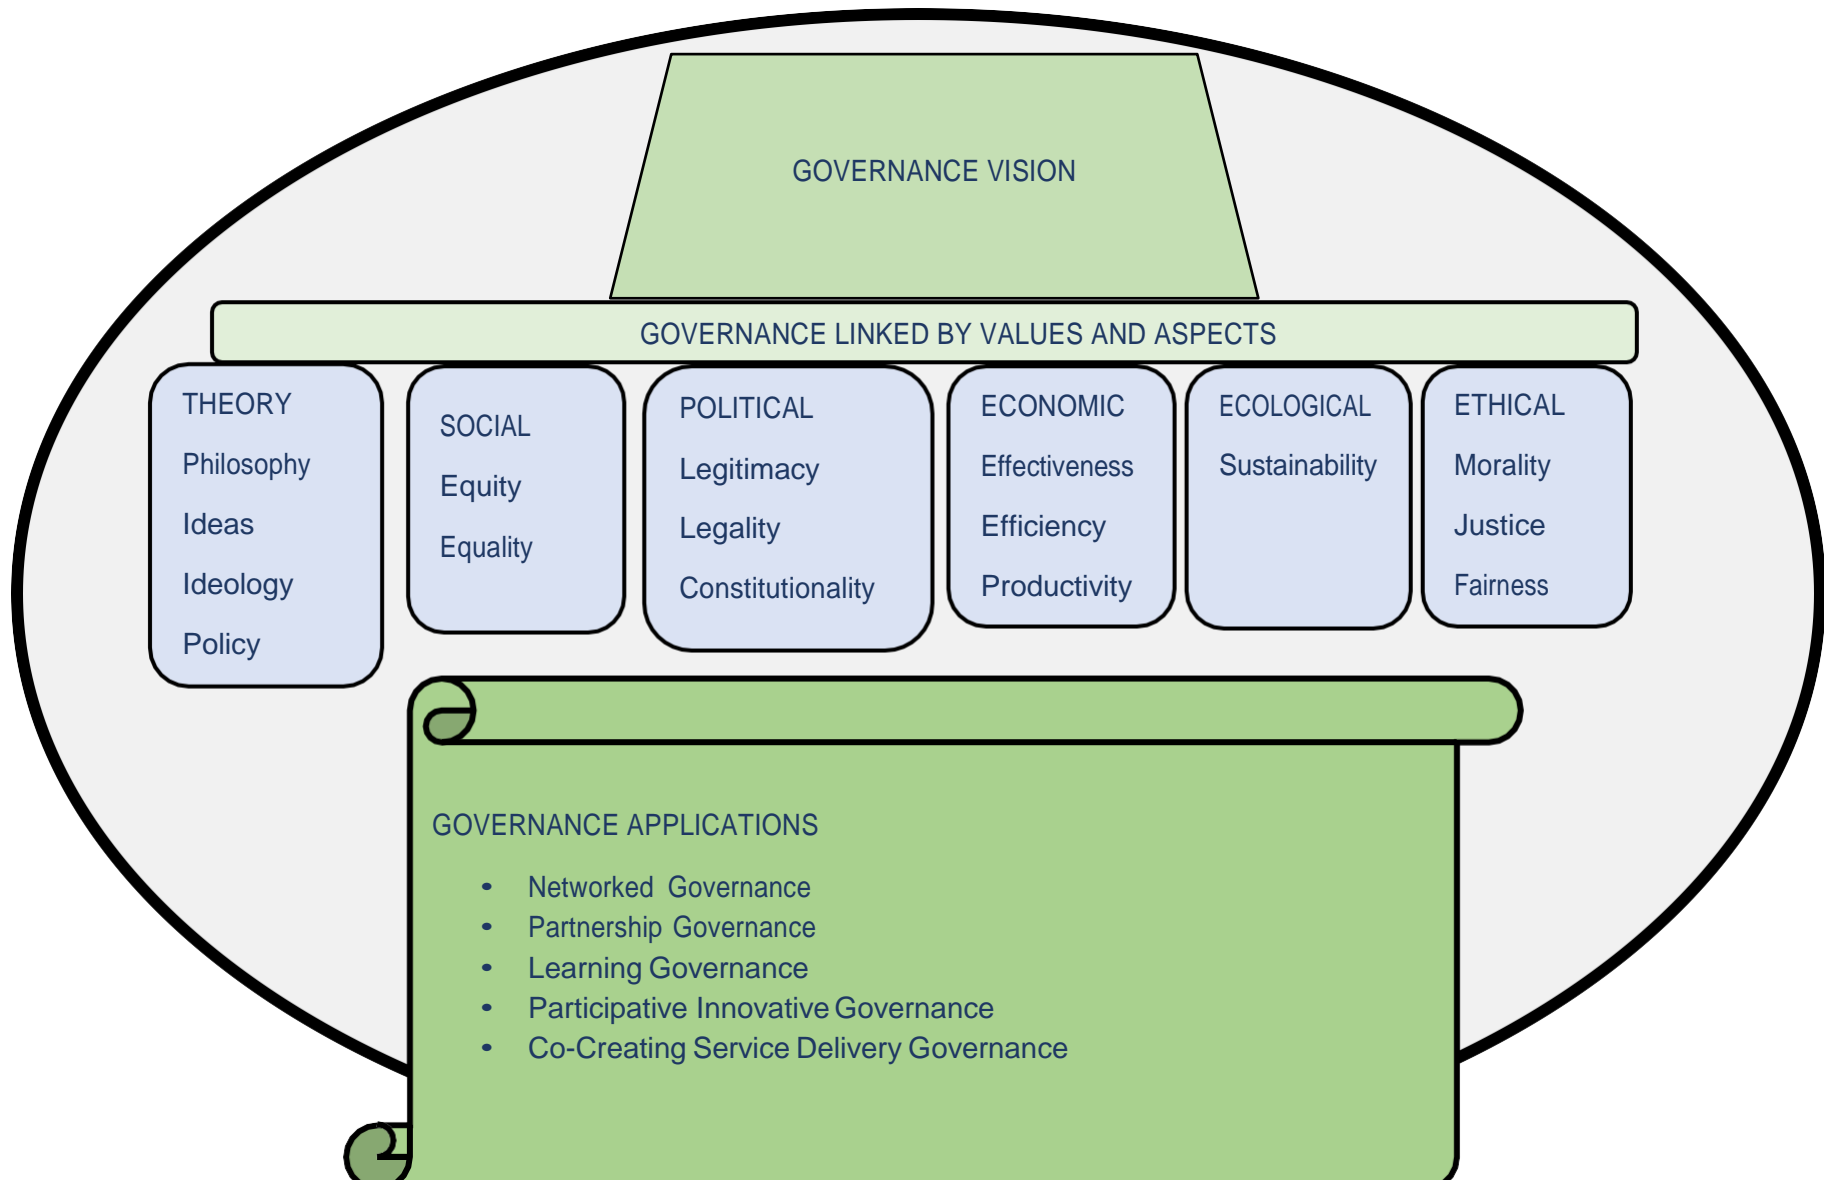 GOVERNANCE VISION
GOVERNANCE LINKED BY VALUES AND ASPECTS
THEORY
Philosophy
Ideas
Ideology
Policy
SOCIAL
Equity
Equality
POLITICAL
Legitimacy
Legality
Constitutionality
ECONOMIC
Effectiveness
Efficiency
Productivity
ECOLOGICAL
Sustainability
ETHICAL
Morality
Justice
Fairness
GOVERNANCE APPLICATIONS
• Networked Governance
• Partnership Governance
• Learning Governance
• Participative Innovative Governance
• Co-Creating Service Delivery Governance